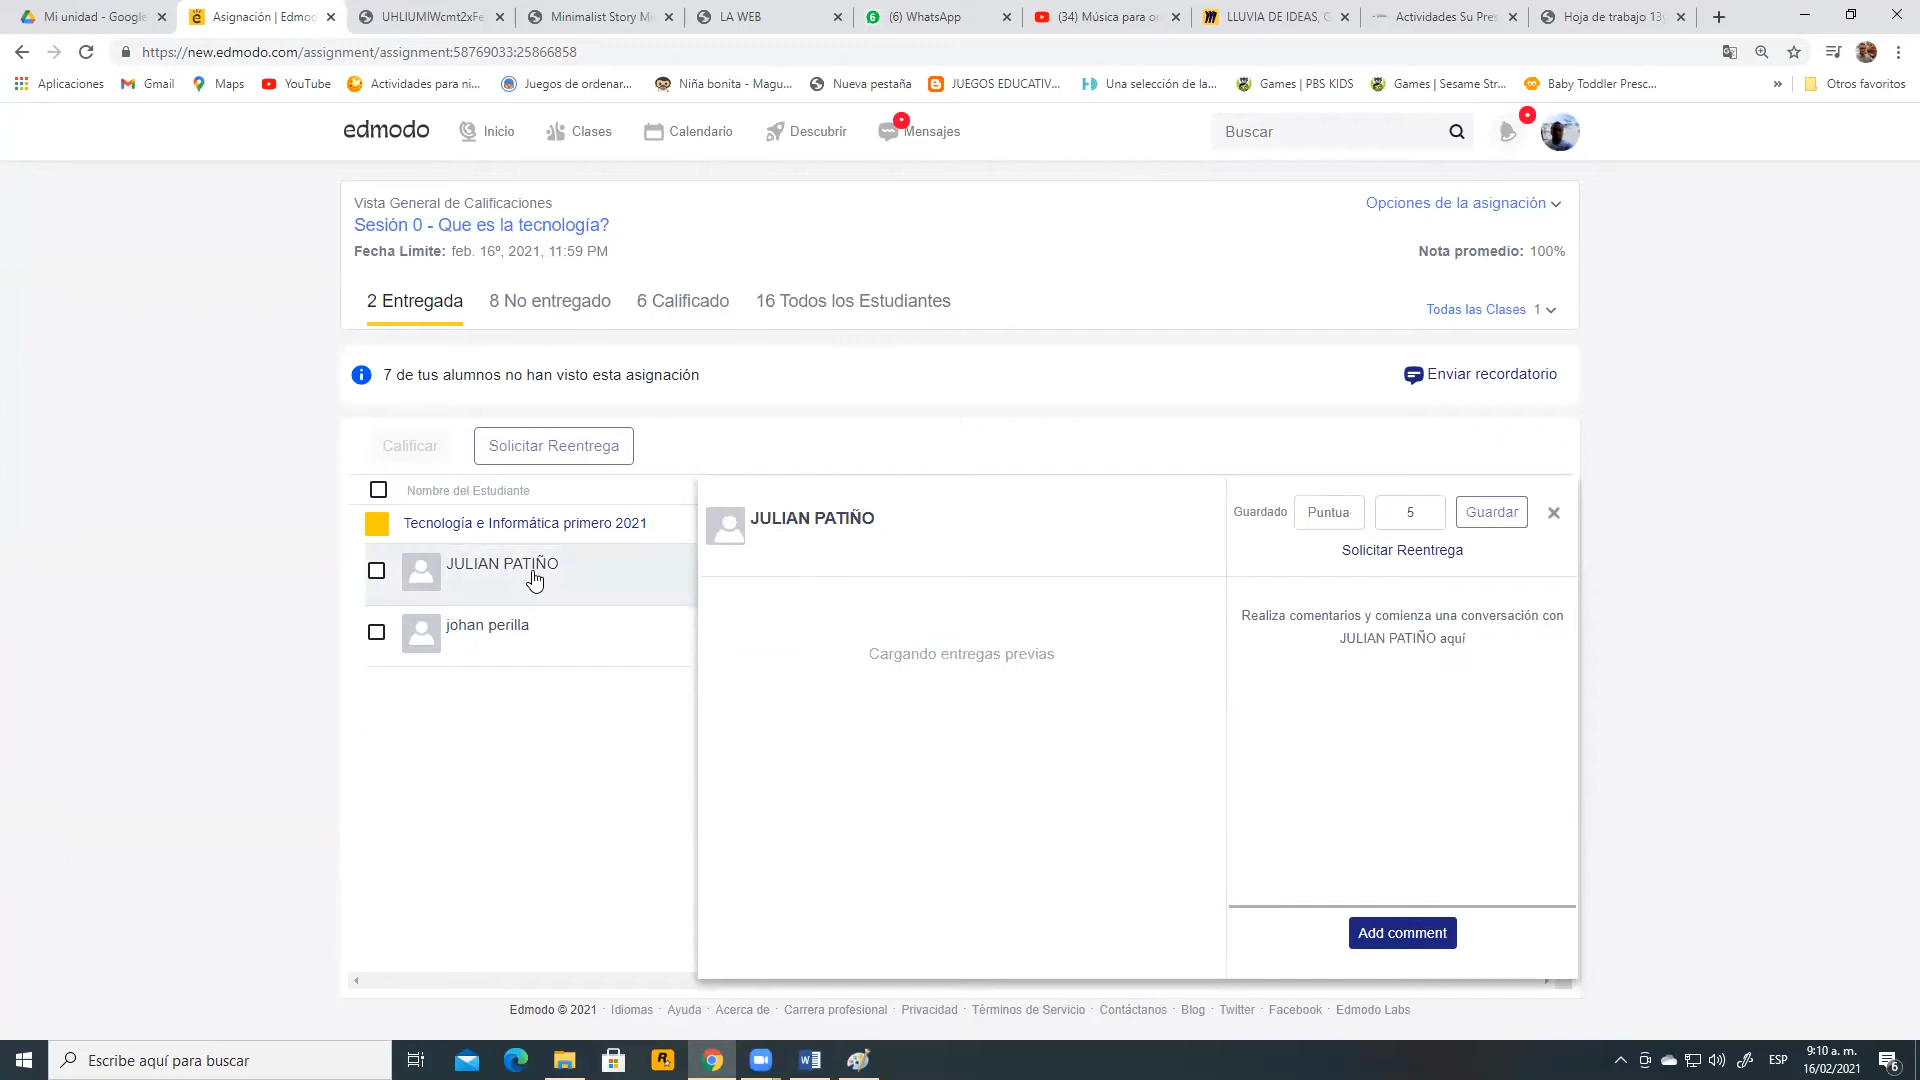 Mi unidad - Google
Asignación | Edmo
UHLIUMIWcmt2xFe
Minimalist Story Mi
LA WEB
(6) WhatsApp
(34) Música para or
LLUVIA DE IDEAS, C
Actividades Su Pres
Hoja de trabajo 13
https://new.edmodo.com/assignment/assignment:58769033:25866858
Aplicaciones
Gmail
Maps
YouTube
Actividades para ni...
Juegos de ordenar...
Niña bonita - Magu...
Nueva pestaña
JUEGOS EDUCATIV...
Una selección de la...
Games | PBS KIDS
Games | Sesame Str...
Baby Toddler Presc...
»
Otros favoritos
edmodo
Inicio
Clases
Calendario
Descubrir
Mensajes
Buscar
Vista General de Calificaciones
Opciones de la asignación
Sesión 0 - Que es la tecnología?
Fecha Límite: feb. 16º, 2021, 11:59 PM
Nota promedio: 100%
2 Entregada
8 No entregado
6 Calificado
16 Todos los Estudiantes
Todas las Clases 1
7 de tus alumnos no han visto esta asignación
Enviar recordatorio
Calificar
Solicitar Reentrega
Nombre del Estudiante
Tecnología e Informática primero 2021
JULIAN PATIÑO
johan perilla
JULIAN PATIÑO
Guardado
Puntua
5
Guardar
Solicitar Reentrega
Cargando entregas previas
Realiza comentarios y comienza una conversación con
JULIAN PATIÑO aquí
Add comment
Edmodo © 2021 · Idiomas · Ayuda · Acerca de · Carrera profesional · Privacidad · Términos de Servicio · Contáctanos · Blog · Twitter · Facebook · Edmodo Labs
Escribe aquí para buscar
ESP
9:10 a. m.
16/02/2021
6